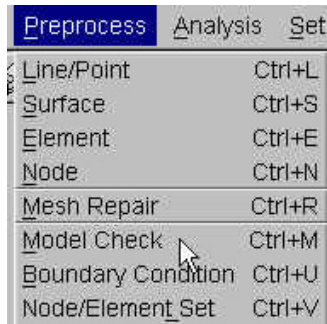 Preprocess Analysis Set
Line/Point Ctrl+L
Surface Ctrl+S
Element Ctrl+E
Node Ctrl+N
Mesh Repair Ctrl+R
Model Check Ctrl+M
Boundary Condition Ctrl+U
Node/Element Set Ctrl+V